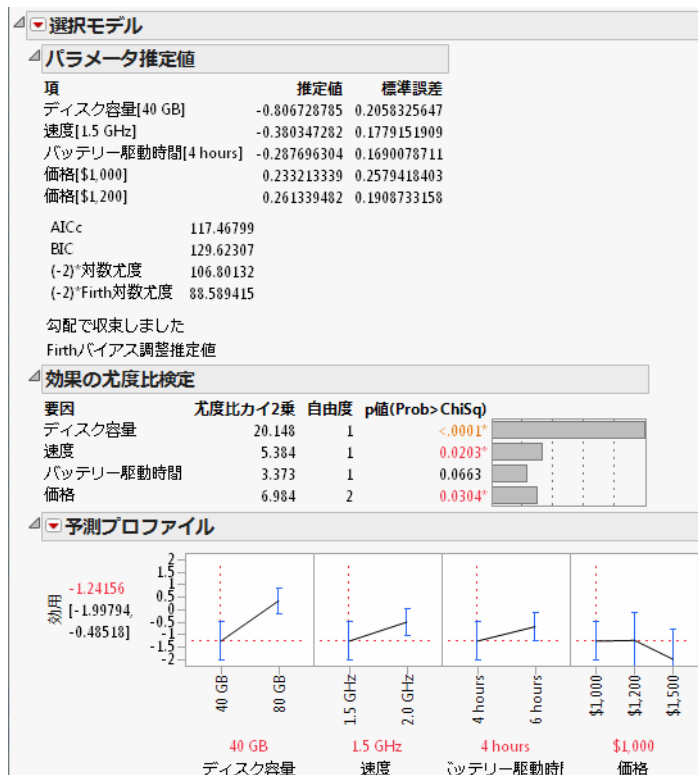 選択モデル
パラメータ推定値
項 推定値 標準誤差
ディスク容量[40 GB] -0.806728785 0.2058325647
速度[1.5 GHz] -0.380347282 0.1779151909
バッテリー駆動時間[4 hours] -0.287696304 0.1690078711
価格[$1,000] 0.233213339 0.2579418403
価格[$1,200] 0.261339482 0.1908733158
AICc 117.46799
BIC 129.62307
(-2)*対数尤度 106.80132
(-2)*Firth対数尤度 88.589415
勾配で収束しました
Firthバイアス調整推定値
効果の尤度比検定
要因 尤度比カイ2乗 自由度 p値(Prob>ChiSq)
ディスク容量 20.148 1 <.0001*
速度 5.384 1 0.0203*
バッテリー駆動時間 3.373 1 0.0663
価格 6.984 2 0.0304*
予測プロファイル
効用
-1.24156
[-1.99794,
-0.48518]
2
1.5
1
0.5
0
-0.5
-1
-1.5
-2
40 GB 80 GB 1.5 GHz 2.0 GHz 4 hours 6 hours $1,000 $1,200 $1,500
40 GB 1.5 GHz 4 hours $1,000
ディスク容量 速度 ッテリー駆動時 価格